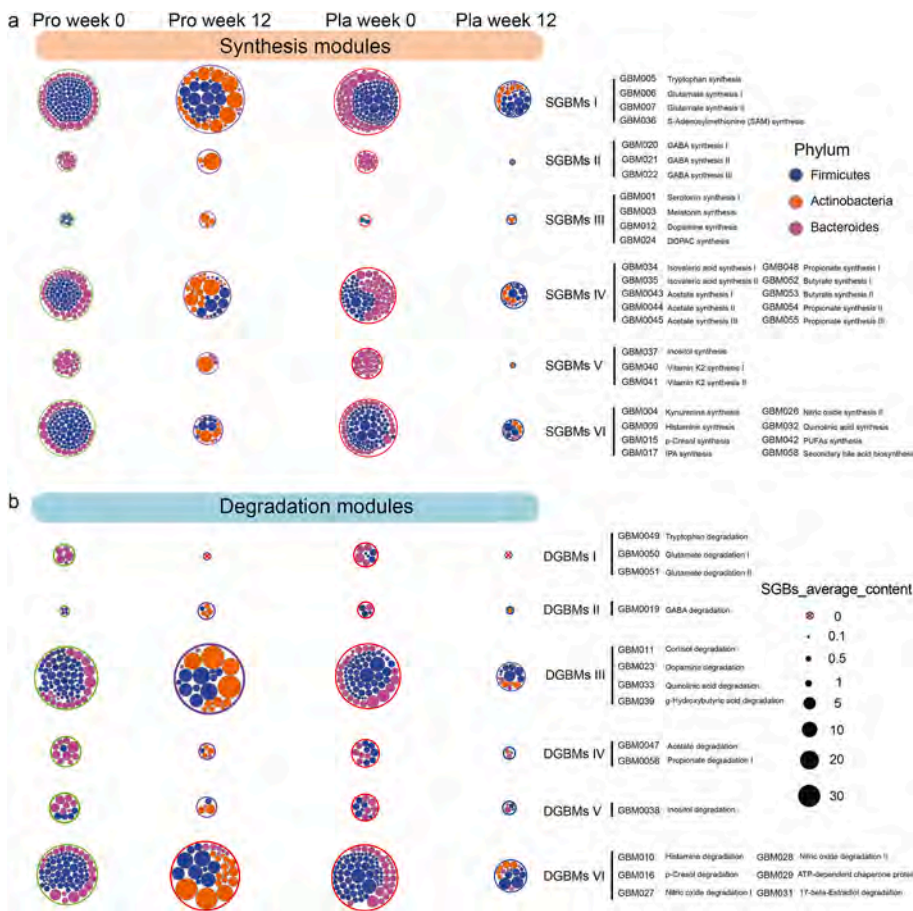 a
Pro week 0 Pro week 12 Pla week 0 Pla week 12
Synthesis modules
SGBMs I
GBM005 Tryptophan synthesis
GBM006 Glutamate synthesis I
GBM007 Glutamate synthesis II
GBM036 S-Adenosylmethionine (SAM) synthesis
SGBMs II
GBM020 GABA synthesis I
GBM021 GABA synthesis II
GBM022 GABA synthesis III
Phylum
Firmicutes
Actinobacteria
Bacteroides
SGBMs III
GBM001 Serotonin synthesis I
GBM003 Melatonin synthesis
GBM012 Dopamine synthesis
GBM024 DOPAC synthesis
SGBMs IV
GBM034 Isovaleric acid synthesis I GMB048 Propionate synthesis I
GBM035 Isovaleric acid synthesis II GBM052 Butyrate synthesis I
GBM0043 Acetate synthesis I GBM053 Butyrate synthesis II
GBM0044 Acetate synthesis II GBM054 Propionate synthesis II
GBM0045 Acetate synthesis III GBM055 Propionate synthesis III
SGBMs V
GBM037 Inositol synthesis
GBM040 Vitamin K2 synthesis I
GBM041 Vitamin K2 synthesis II
SGBMs VI
GBM004 Kynurenine synthesis GBM026 Nitric oxide synthesis II
GBM009 Histamine synthesis GBM032 Quinolinic acid synthesis
GBM015 p-Cresol synthesis GBM042 PUFAs synthesis
GBM017 IPA synthesis GBM058 Secondary bile acid biosynthesis
b
Degradation modules
DGBMs I
GBM0049 Tryptophan degradation
GBM0050 Glutamate degradation I
GBM0051 Glutamate degradation II
DGBMs II
GBM0019 GABA degradation
SGBs_average_content
0
0.1
0.5
1
5
10
20
30
DGBMs III
GBM011 Cortisol degradation
GBM023 Dopamine degradation
GBM033 Quinolinic acid degradation
GBM039 g-Hydroxybutyric acid degradation
DGBMs IV
GBM0047 Acetate degradation
GBM0056 Propionate degradation I
DGBMs V
GBM0038 Inositol degradation
DGBMs VI
GBM010 Histamine degradation GBM028 Nitric oxide degradation II
GBM016 p-Cresol degradation GBM029 ATP-dependent chaperone protein
GBM027 Nitric oxide degradation I GBM031 17-beta-Estradiol degradation